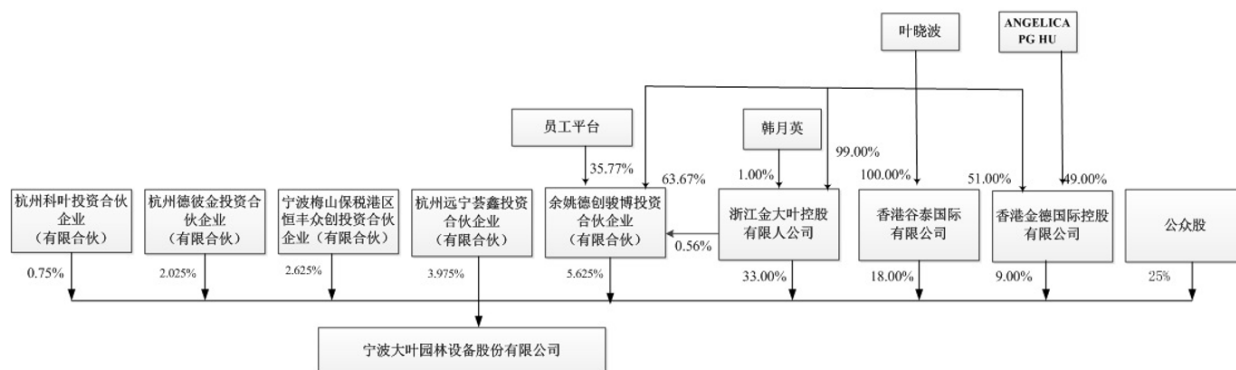 叶晓波
ANGELICA
PG HU
员工平台
韩月英
35.77%
63.67%
1.00%
99.00%
100.00%
51.00%
49.00%
杭州科叶投资合伙
企业
（有限合伙）
杭州德彼金投资合
伙企业
（有限合伙）
宁波梅山保税港区
恒丰众创投资合伙
企业（有限合伙）
杭州远宁荟鑫投资
合伙企业
（有限合伙）
余姚德创骏博投资
合伙企业
（有限合伙）
0.56%
浙江金大叶控股
有限人公司
香港谷泰国际
有限公司
香港金德国际控股
有限公司
公众股
0.75%
2.025%
2.625%
3.975%
5.625%
33.00%
18.00%
9.00%
25%
宁波大叶园林设备股份有限公司